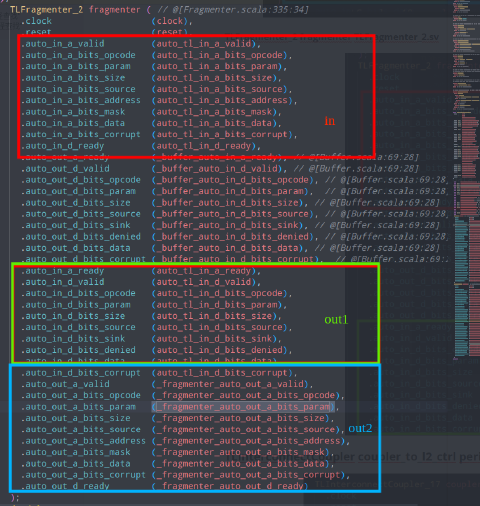 TLFragmenter_2 fragmenter ( // @[Fragmenter.scala:335:34]
.clock (clock),
.reset (reset),
.auto_in_a_valid (auto_tl_in_a_valid),
.auto_in_a_bits_opcode (auto_tl_in_a_bits_opcode),
.auto_in_a_bits_param (auto_tl_in_a_bits_param),
.auto_in_a_bits_size (auto_tl_in_a_bits_size),
.auto_in_a_bits_source (auto_tl_in_a_bits_source),
.auto_in_a_bits_address (auto_tl_in_a_bits_address),
.auto_in_a_bits_mask (auto_tl_in_a_bits_mask),
.auto_in_a_bits_data (auto_tl_in_a_bits_data),
.auto_in_a_bits_corrupt (auto_tl_in_a_bits_corrupt),
.auto_in_d_ready (auto_tl_in_d_ready),
in
.auto_out_a_ready (_buffer_auto_in_a_ready), // @[Buffer.scala:69:28]
.auto_out_d_valid (_buffer_auto_in_d_valid), // @[Buffer.scala:69:28]
.auto_out_d_bits_opcode (_buffer_auto_in_d_bits_opcode), // @[Buffer.scala:69:28]
.auto_out_d_bits_param (_buffer_auto_in_d_bits_param), // @[Buffer.scala:69:28]
.auto_out_d_bits_size (_buffer_auto_in_d_bits_size), // @[Buffer.scala:69:28]
.auto_out_d_bits_source (_buffer_auto_in_d_bits_source), // @[Buffer.scala:69:28]
.auto_out_d_bits_sink (_buffer_auto_in_d_bits_sink), // @[Buffer.scala:69:28]
.auto_out_d_bits_denied (_buffer_auto_in_d_bits_denied), // @[Buffer.scala:69:28]
.auto_out_d_bits_data (_buffer_auto_in_d_bits_data), // @[Buffer.scala:69:28]
.auto_out_d_bits_corrupt (_buffer_auto_in_d_bits_corrupt), // @[Buffer.scala:69:
.auto_in_a_ready (auto_tl_in_a_ready),
.auto_in_d_valid (auto_tl_in_d_valid),
.auto_in_d_bits_opcode (auto_tl_in_d_bits_opcode),
.auto_in_d_bits_param (auto_tl_in_d_bits_param),
.auto_in_d_bits_size (auto_tl_in_d_bits_size),
.auto_in_d_bits_source (auto_tl_in_d_bits_source),
.auto_in_d_bits_sink (auto_tl_in_d_bits_sink),
.auto_in_d_bits_denied (auto_tl_in_d_bits_denied),
.auto_in_d_bits_data (auto_tl_in_d_bits_data),
out1
.auto_in_d_bits_corrupt (auto_tl_in_d_bits_corrupt),
.auto_out_a_valid (_fragmenter_auto_out_a_valid),
.auto_out_a_bits_opcode (_fragmenter_auto_out_a_bits_opcode),
.auto_out_a_bits_param (_fragmenter_auto_out_a_bits_param),
.auto_out_a_bits_size (_fragmenter_auto_out_a_bits_size),
.auto_out_a_bits_source (_fragmenter_auto_out_a_bits_source),
.auto_out_a_bits_address (_fragmenter_auto_out_a_bits_address),
.auto_out_a_bits_mask (_fragmenter_auto_out_a_bits_mask),
.auto_out_a_bits_data (_fragmenter_auto_out_a_bits_data),
.auto_out_a_bits_corrupt (_fragmenter_auto_out_a_bits_corrupt),
.auto_out_d_ready (_fragmenter_auto_out_d_ready)
out2
);